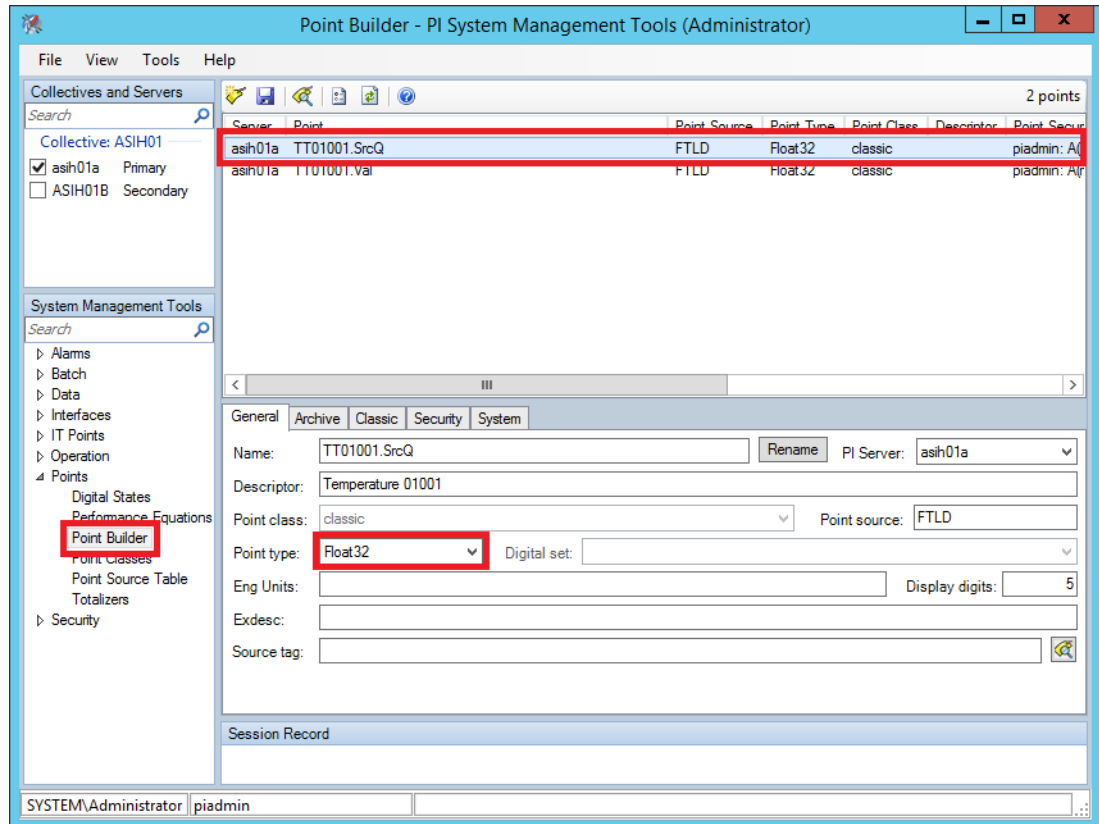 Point Builder - PI System Management Tools (Administrator)
File View Tools Help
Collectives and Servers
Search
Collective: ASIH01
asih01a Primary
ASIH01B Secondary
2 points
Server Point Point Source Point Type Point Class Descriptor Point Secur
asih01a TT01001.SrcQ FTLD Float32 classic piadmin: A(
asih01a TT01001.Val FTLD Float32 classic piadmin: A(r
System Management Tools
Search
Alarms
Batch
Data
Interfaces
IT Points
Operation
Points
Digital States
Performance Equations
Point Builder
Point Classes
Point Source Table
Totalizers
Security
General Archive Classic Security System
Name: TT01001.SrcQ Rename PI Server: asih01a
Descriptor: Temperature 01001
Point class: classic Point source: FTLD
Point type: Float32 Digital set:
Eng Units: Display digits: 5
Exdesc:
Source tag:
Session Record
SYSTEM\Administrator piadmin